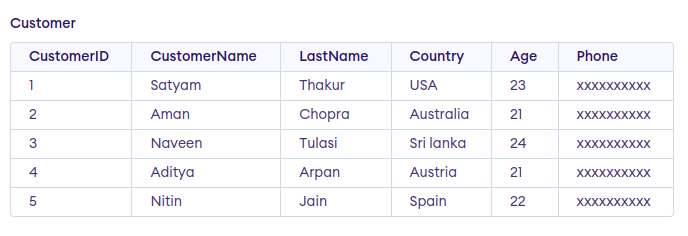 Customer
CustomerID CustomerName LastName Country Age Phone
1 Satyam Thakur USA 23 xxxxxxxxxx
2 Aman Chopra Australia 21 xxxxxxxxxx
3 Naveen Tulasi Sri lanka 24 xxxxxxxxxx
4 Aditya Arpan Austria 21 xxxxxxxxxx
5 Nitin Jain Spain 22 xxxxxxxxxx